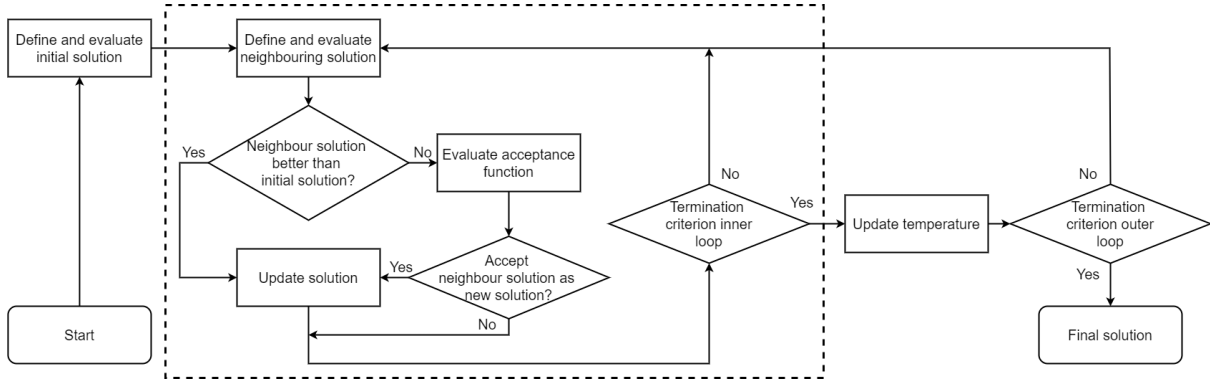 Define and evaluate
initial solution
Define and evaluate
neighbouring solution
Neighbour solution
better than
initial solution?
Yes
No
Evaluate acceptance
function
Accept
neighbour solution as
new solution?
Yes
No
Update solution
Start
Termination
criterion inner
loop
No
Yes
Update temperature
Termination
criterion outer
loop
No
Yes
Final solution